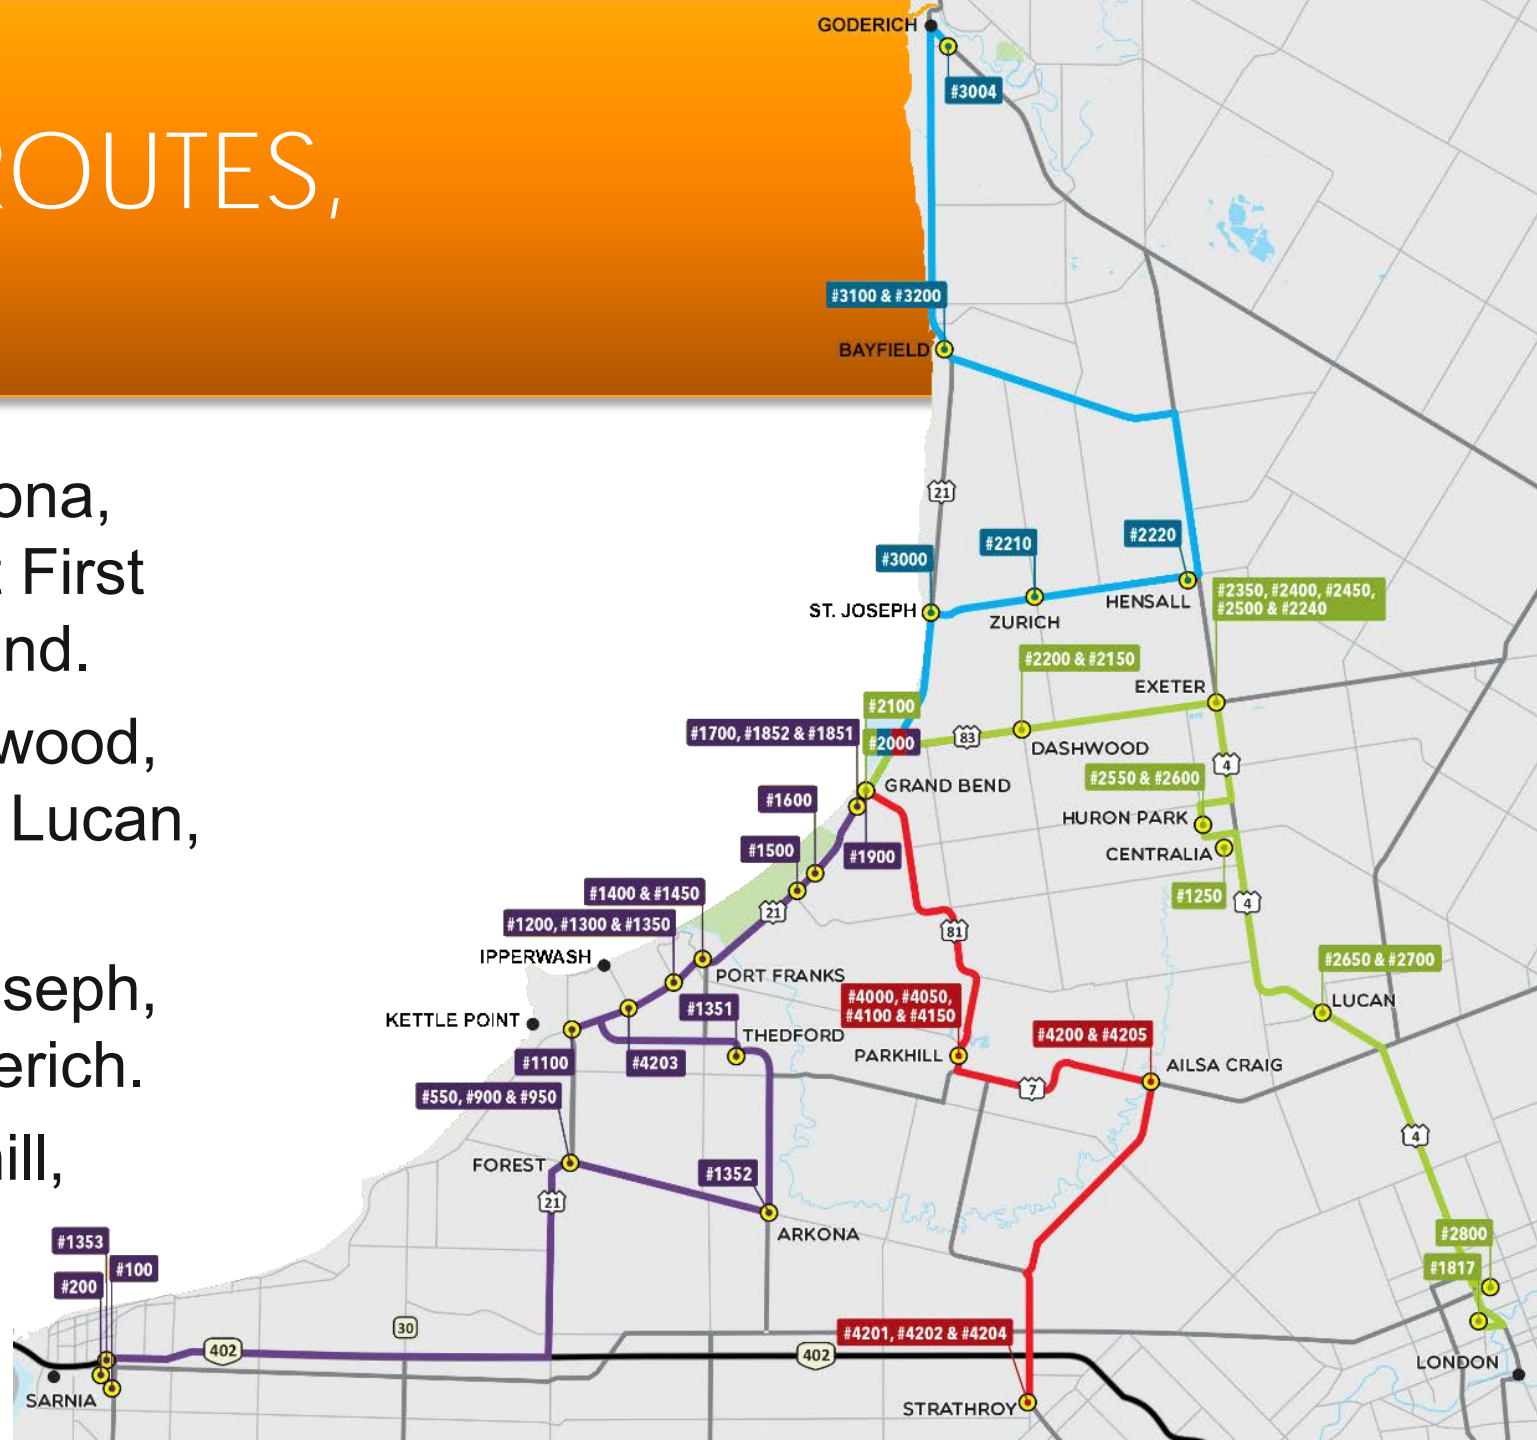 ROUTES,
ona,
First
nd.
wood,
Lucan,
seph,
erich.
ill,
GODERICH
#3004
#3100 & #3200
BAYFIELD
21
#2220
#2210
#3000
HENSALL
#2350, #2400, #2450,
#2500 & #2240
ST. JOSEPH
ZURICH
#2200 & #2150
EXETER
#2100
#1700, #1852 & #1851
#2000
83
DASHWOOD
4
#2550 & #2600
GRAND BEND
#1600
HURON PARK
#1500
#1900
CENTRALIA
#1250
4
#1400 & #1450
21
#1200, #1300 & #1350
81
IPPERWASH
#2650 & #2700
PORT FRANKS
#4000, #4050,
#4100 & #4150
LUCAN
#1351
KETTLE POINT
THEDFORD
#4200 & #4205
PARKHILL
#1100
#4203
AILSA CRAIG
7
#550, #900 & #950
4
FOREST
#1352
21
ARKONA
#2800
#1353
#100
#1817
#200
30
#4201, #4202 & #4204
402
402
LONDON
SARNIA
STRATHROY